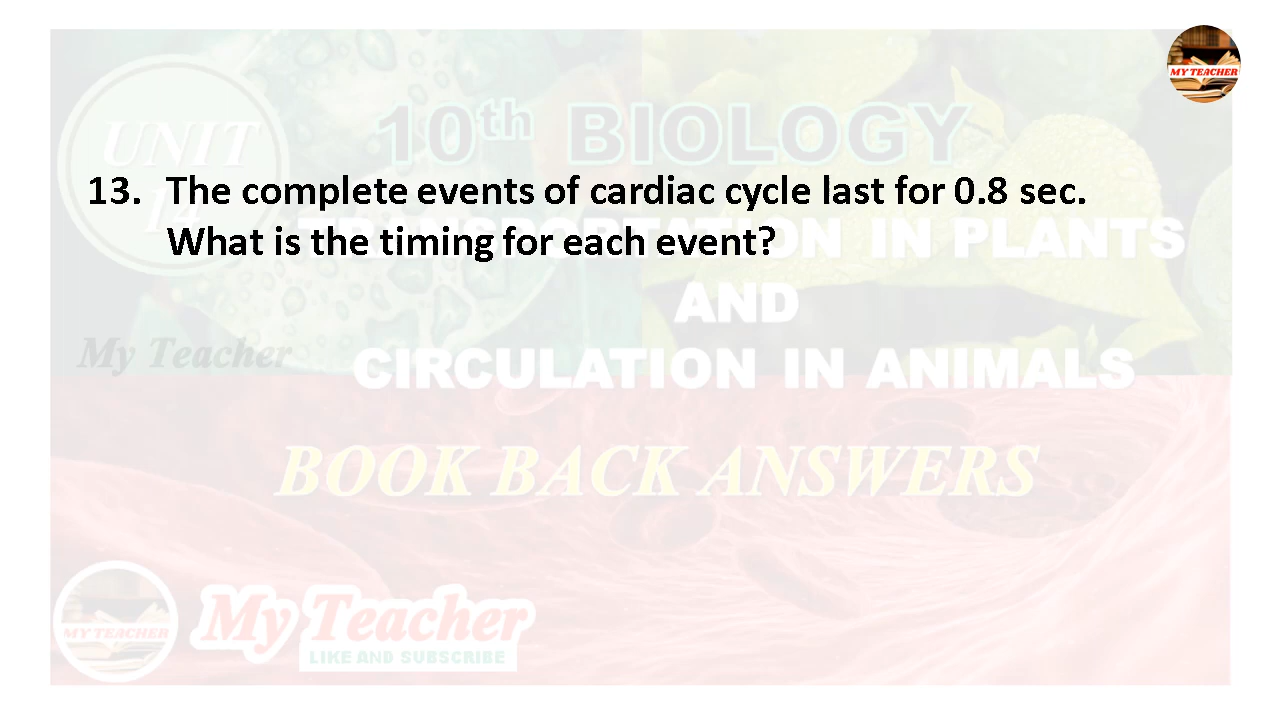 MY TEACHER
10th BIOLOGY
UNIT
14
13. The complete events of cardiac cycle last for 0.8 sec.
What is the timing for each event?
IN PLANTS
AND
My Teacher
CIRCULATION IN ANIMALS
BOOK BACK ANSWERS
MY TEACHER
My Teacher
LIKE AND SUBSCRIBE